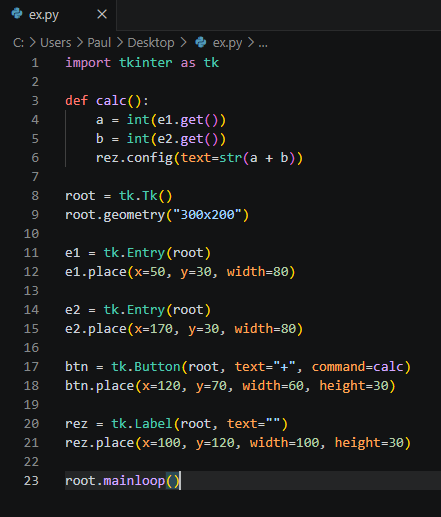 ex.py ×
C: > Users > Paul > Desktop > ex.py > ...
1 import tkinter as tk
2
3 def calc():
4     a = int(e1.get())
5     b = int(e2.get())
6     rez.config(text=str(a + b))
7
8 root = tk.Tk()
9 root.geometry("300x200")
10
11 e1 = tk.Entry(root)
12 e1.place(x=50, y=30, width=80)
13
14 e2 = tk.Entry(root)
15 e2.place(x=170, y=30, width=80)
16
17 btn = tk.Button(root, text="+", command=calc)
18 btn.place(x=120, y=70, width=60, height=30)
19
20 rez = tk.Label(root, text="")
21 rez.place(x=100, y=120, width=100, height=30)
22
23 root.mainloop()